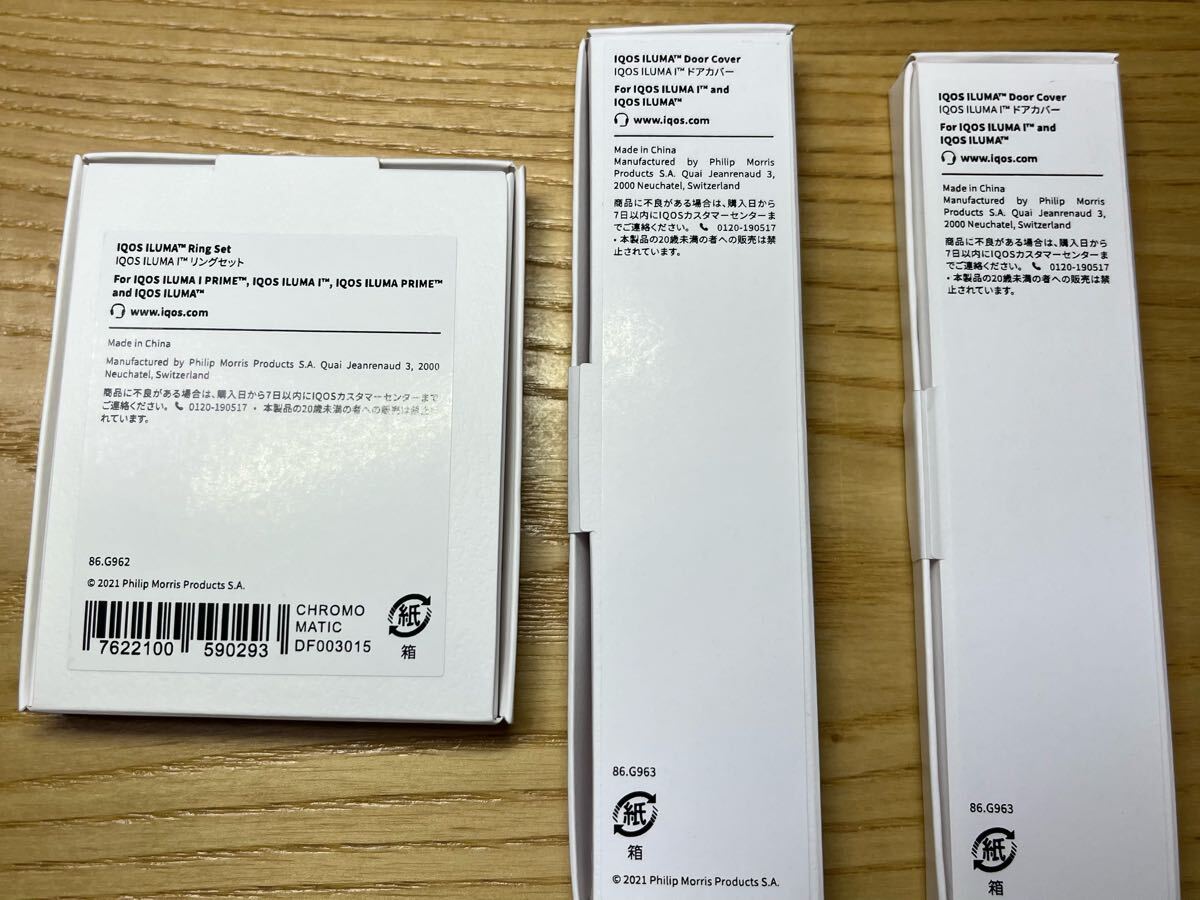 IQOS ILUMA™ Ring Set
IQOS ILUMA I™ リングセット
For IQOS ILUMA I PRIME™, IQOS ILUMA I™, IQOS ILUMA PRIME™
and IQOS ILUMA™
www.iqos.com
Made in China
Manufactured by Philip Morris Products S.A. Quai Jeanrenaud 3, 2000
Neuchatel, Switzerland
商品に不良がある場合は、購入日から7日以内にIQOSカスタマーセンターまで
ご連絡ください。 0120-190517 ・ 本製品の20歳未満の者への販売は禁止さ
れています。
86.G962
© 2021 Philip Morris Products S.A.
7622100 590293
CHROMO
MATIC
DF003015
紙
箱
IQOS ILUMA™ Door Cover
IQOS ILUMA I™ ドアカバー
For IQOS ILUMA I™ and
IQOS ILUMA™
www.iqos.com
Made in China
Manufactured by Philip Morris
Products S.A. Quai Jeanrenaud 3,
2000 Neuchatel, Switzerland
商品に不良がある場合は、購入日から
7日以内にIQOSカスタマーセンターま
でご連絡ください。 0120-190517
・本製品の20歳未満の者への販売は禁
止されています。
86.G963
紙
箱
© 2021 Philip Morris Products S.A.
IQOS ILUMA™ Door Cover
IQOS ILUMA I™ ドアカバー
For IQOS ILUMA I™ and
IQOS ILUMA™
www.iqos.com
Made in China
Manufactured by Philip Morris
Products S.A. Quai Jeanrenaud 3,
2000 Neuchatel, Switzerland
商品に不良がある場合は、購入日から
7日以内にIQOSカスタマーセンターま
でご連絡ください。 0120-190517
・本製品の20歳未満の者への販売は禁
止されています。
86.G963
紙
箱